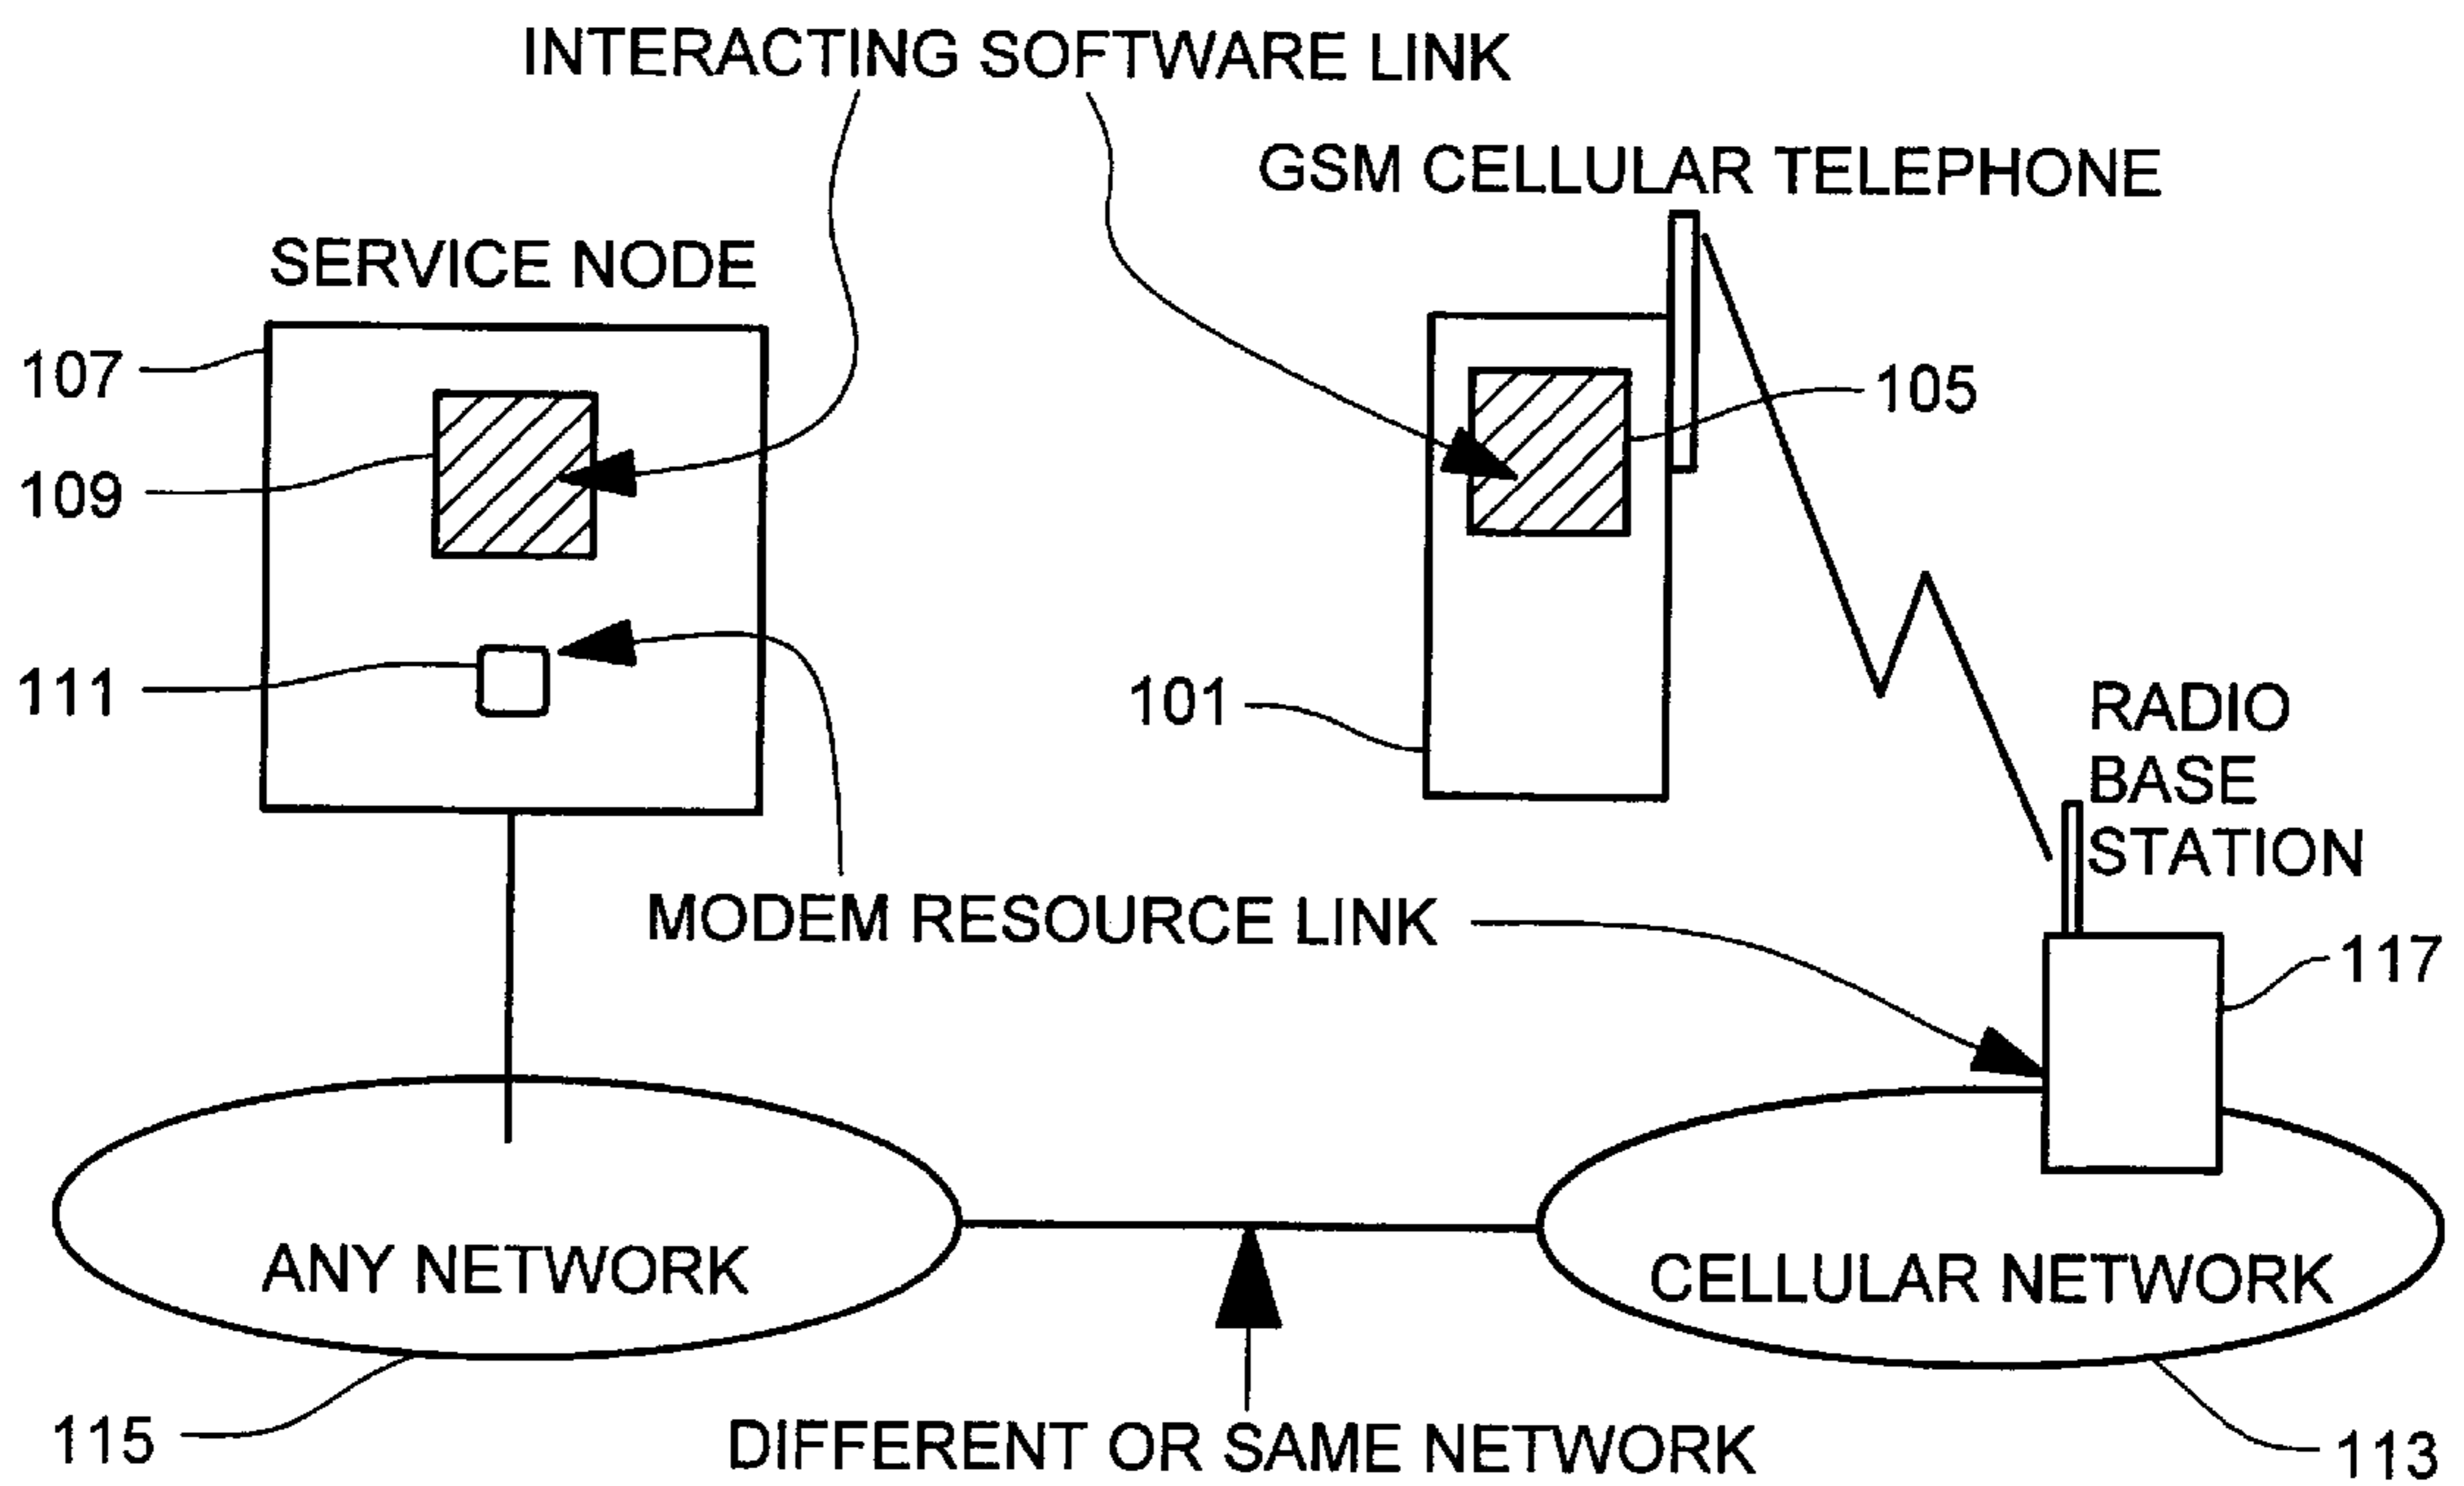 INTERACTING SOFTWARE LINK
GSM CELLULAR TELEPHONE
SERVICE NODE
107
105
109
111
101
RADIO
BASE
STATION
MODEM RESOURCE LINK
117
ANY NETWORK
CELLULAR NETWORK
115
DIFFERENT OR SAME NETWORK
113